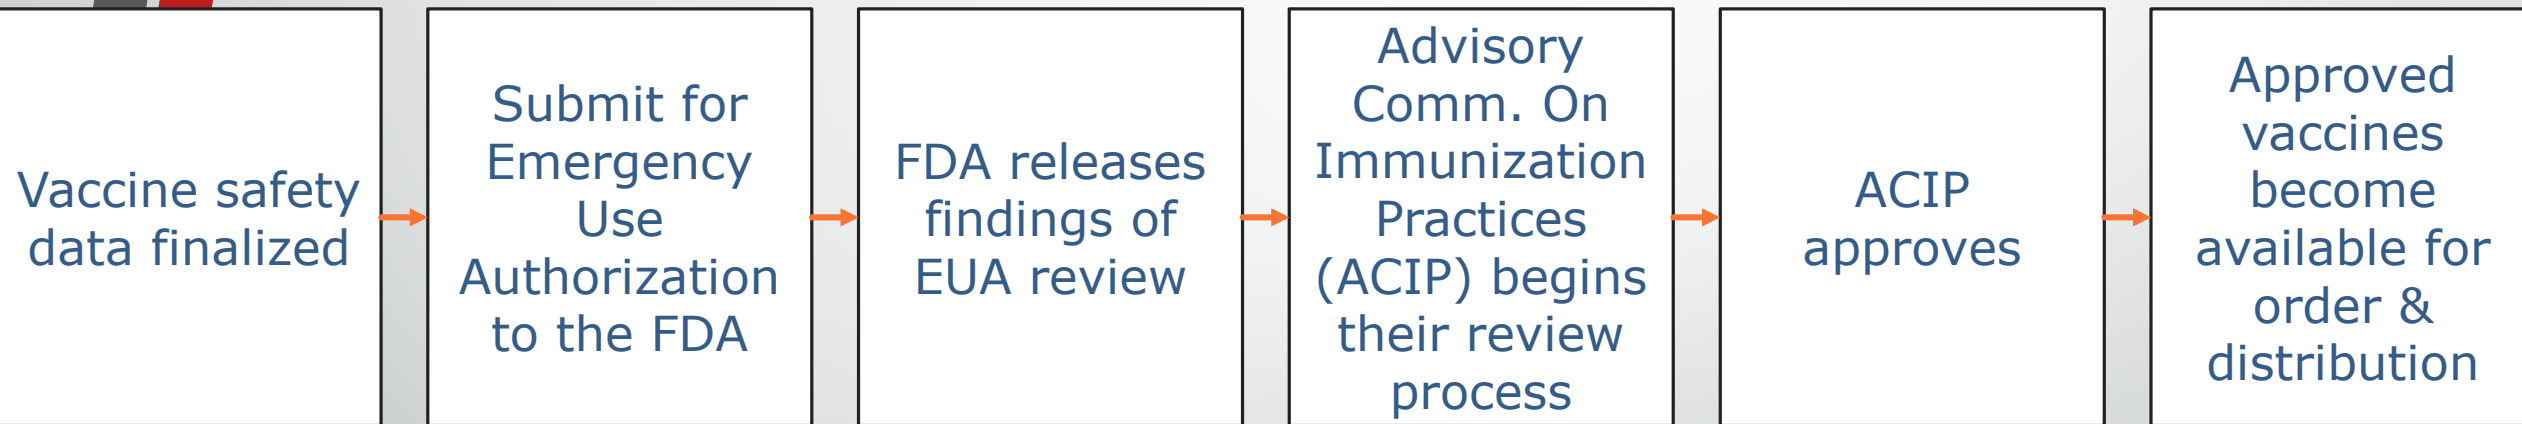 Vaccine safety
data finalized
Submit for
Emergency
Use
Authorization
to the FDA
FDA releases
findings of
EUA review
Advisory
Comm. On
Immunization
Practices
(ACIP) begins
their review
process
ACIP
approves
Approved
vaccines
become
available for
order &
distribution